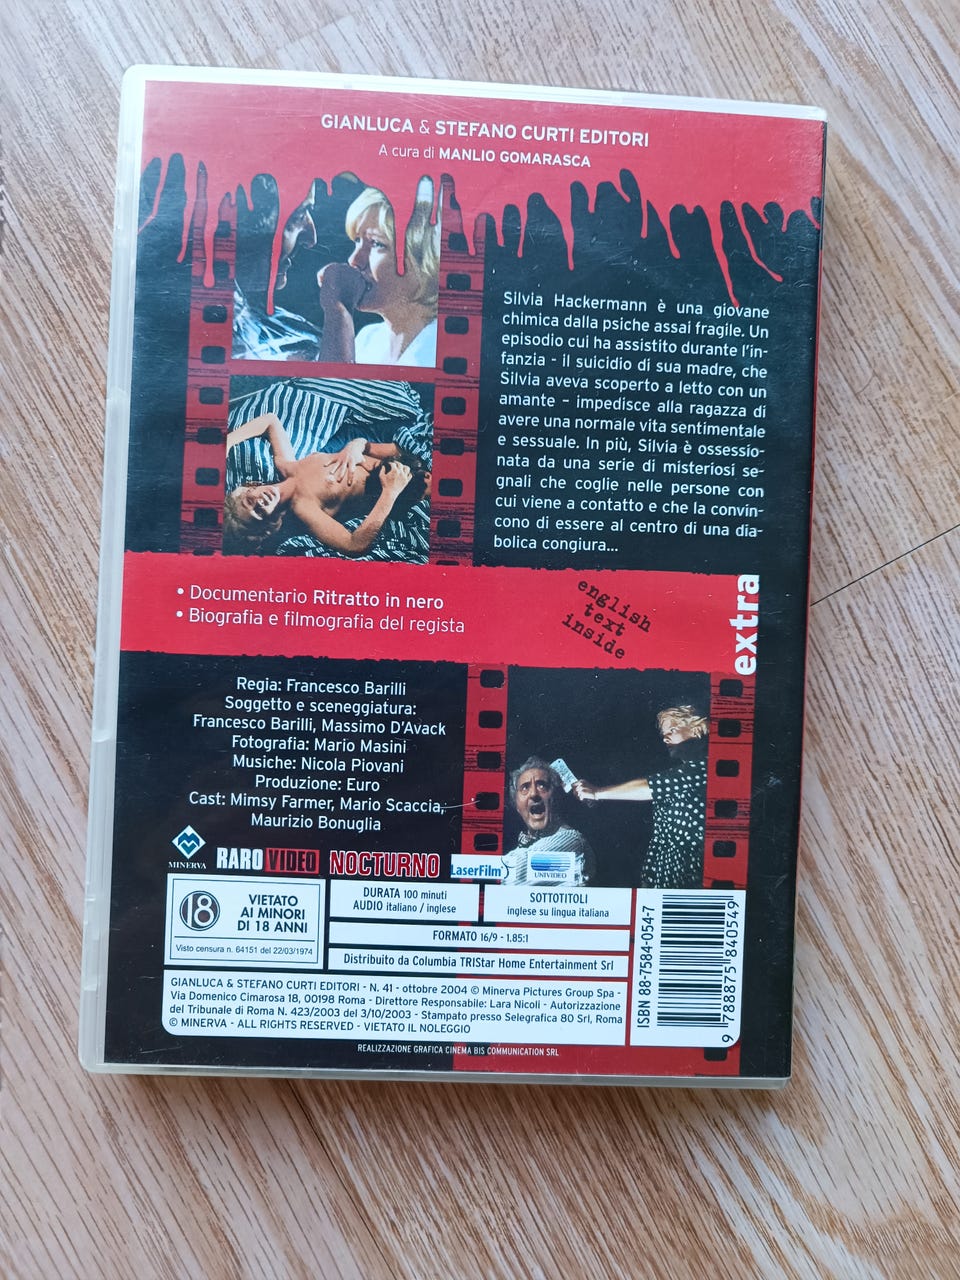 GIANLUCA & STEFANO CURTI EDITORI
A cura di MANLIO GOMARASCA
Silvia Hackermann è una giovane
chimica dalla psiche assai fragile. Un
episodio cui ha assistito durante l'in-
fanzia - il suicidio di sua madre, che
Silvia aveva scoperto a letto con un
amante – impedisce alla ragazza di
avere una normale vita sentimentale
e sessuale. In più, Silvia è ossessio-
nata da una serie di misteriosi se-
gnali che coglie nelle persone con
cui viene a contatto e che la convin-
cono di essere al centro di una dia-
bolica congiura...
• Documentario Ritratto in nero
• Biografia e filmografia del regista
english
text
inside
extra
Regia: Francesco Barilli
Soggetto e sceneggiatura:
Francesco Barilli, Massimo D'Avack
Fotografia: Mario Masini
Musiche: Nicola Piovani
Produzione: Euro
Cast: Mimsy Farmer, Mario Scaccia,
Maurizio Bonuglia
MINERVA
RAROVIDEO
NOCTURNO
LaserFilm
UNIVIDEO
18
VIETATO
AI MINORI
DI 18 ANNI
Visto censura n. 64151 del 22/03/1974
DURATA 100 minuti
AUDIO italiano / inglese
SOTTOTITOLI
inglese su lingua italiana
FORMATO 16/9 - 1.85:1
Distribuito da Columbia TRIStar Home Entertainment Srl
GIANLUCA & STEFANO CURTI EDITORI - N. 41 - ottobre 2004 © Minerva Pictures Group Spa -
Via Domenico Cimarosa 18, 00198 Roma - Direttore Responsabile: Lara Nicoli - Autorizzazione
del Tribunale di Roma N. 423/2003 del 3/10/2003 - Stampato presso Selegrafica 80 Srl, Roma
© MINERVA - ALL RIGHTS RESERVED - VIETATO IL NOLEGGIO
ISBN 88-7584-054-7
9 788875 840549
REALIZZAZIONE GRAFICA CINEMA BIS COMMUNICATION SRL